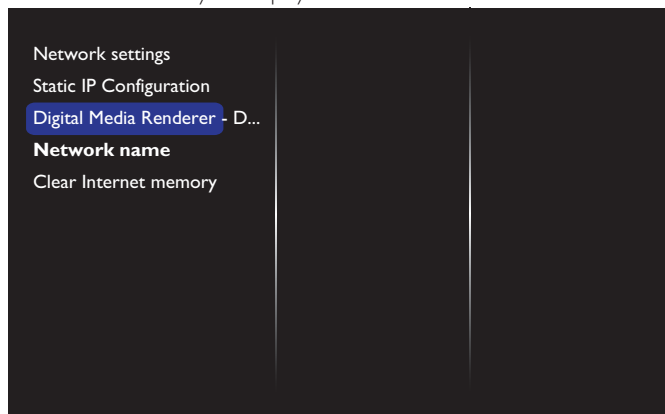 Network settings
Static IP Configuration
Digital Media Renderer - D...
Network name
Clear Internet memory